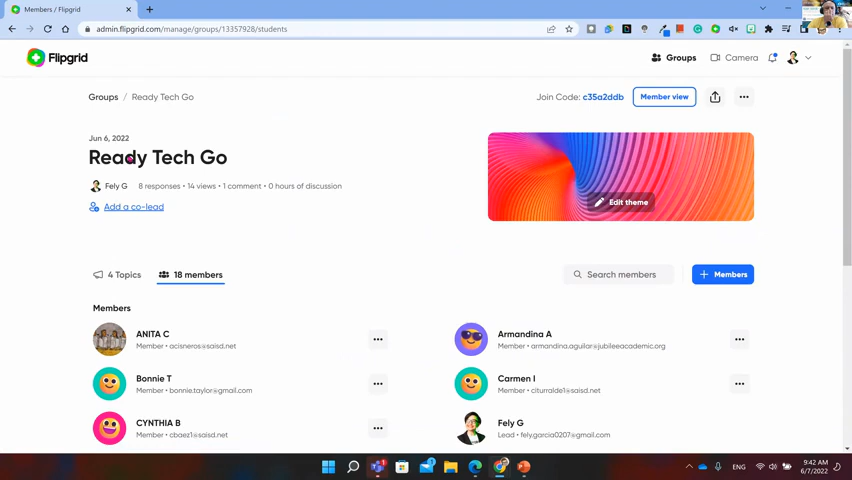 Members / Flipgrid
admin.flipgrid.com/manage/groups/13357928/students
Flipgrid
Groups
Camera
Groups / Ready Tech Go
Join Code: c35a2ddb
Member view
Jun 6, 2022
Ready Tech Go
Fely G 8 responses • 14 views • 1 comment • 0 hours of discussion
Add a co-lead
Edit theme
4 Topics
18 members
Search members
+ Members
Members
ANITA C
Member • acisneros@saisd.net
Armandina A
Member • armandina.aguilar@jubileeacademic.org
Bonnie T
Member • bonnie.taylor@gmail.com
Carmen I
Member • citurralde1@saisd.net
CYNTHIA B
Member • cbaez1@saisd.net
Fely G
Lead • fely.garcia0207@gmail.com
ENG
9:42 AM
6/7/2022